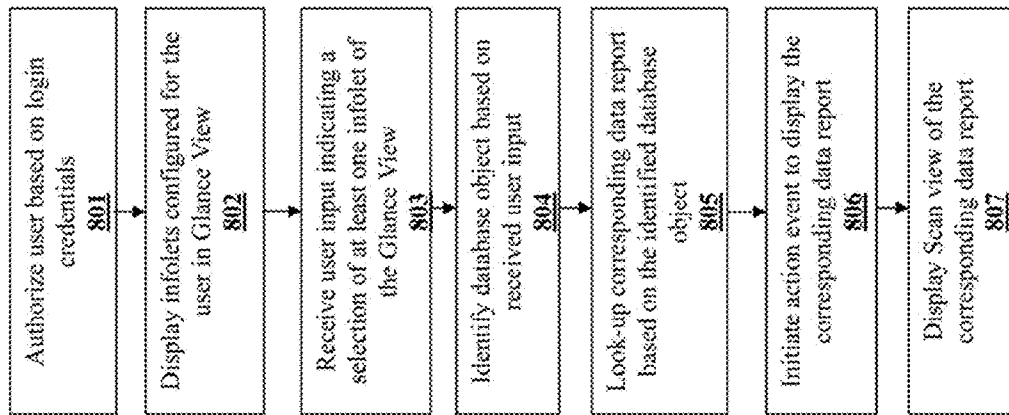 Authorize user based on login
credentials
801
Display infolets configured for the
user in Glance View
802
Receive user input indicating a
selection of at least one infolet of
the Glance View
803
Identify database object based on
received user input
804
Look-up corresponding data report
based on the identified database
object
805
Initiate action event to display the
corresponding data report
806
Display Scan view of the
corresponding data report
807